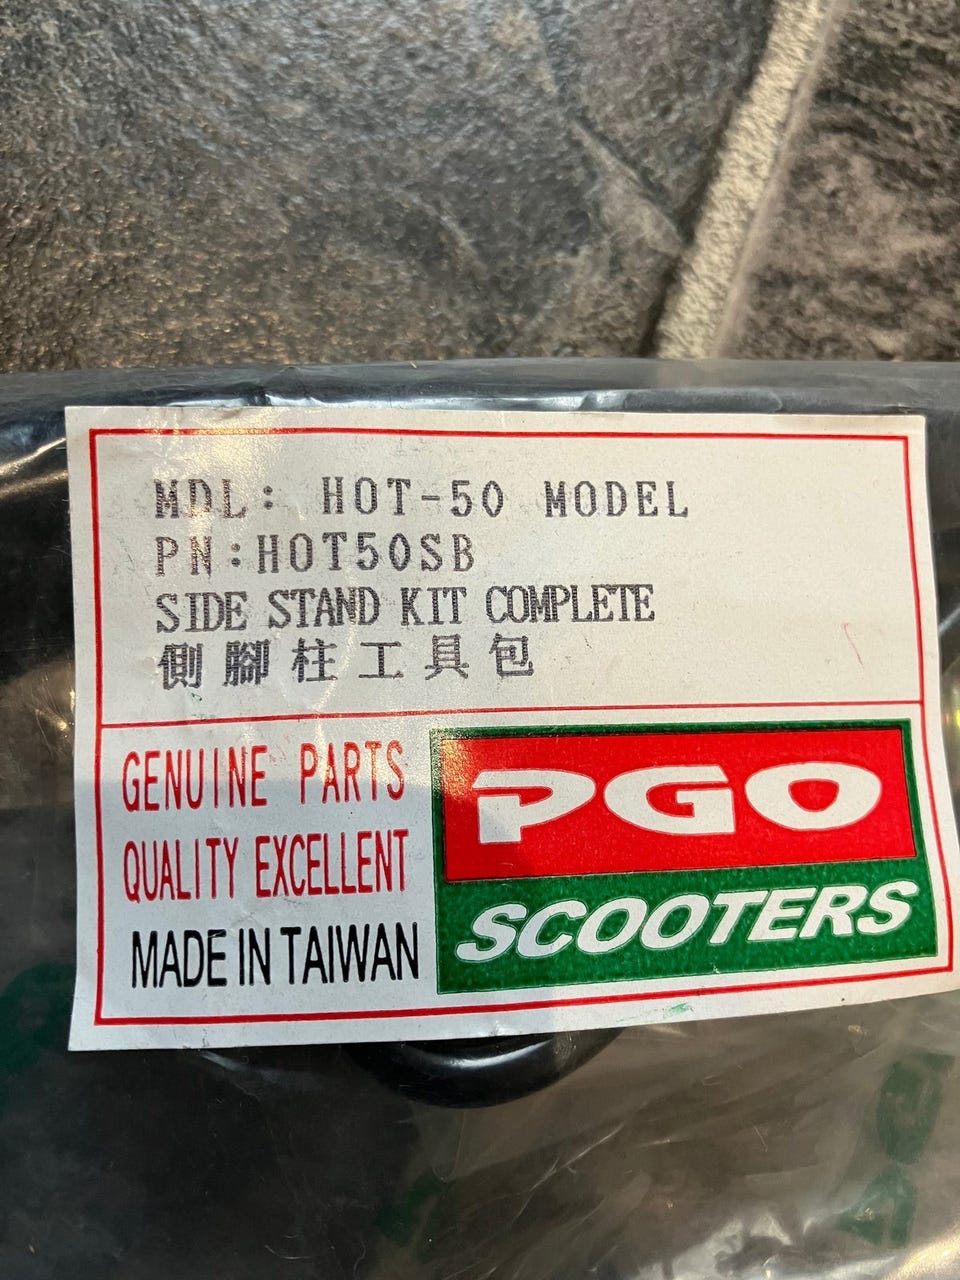 MDL: HOT-50 MODEL
PN:HOT50SB
SIDE STAND KIT COMPLETE
側腳柱工具包
GENUINE PARTS
QUALITY EXCELLENT
MADE IN TAIWAN
PGO
SCOOTERS